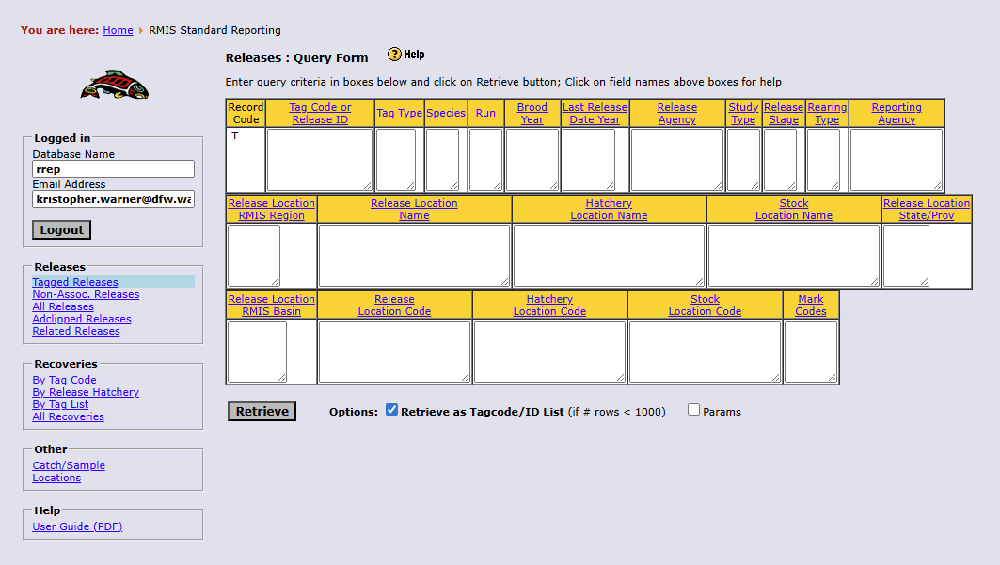 You are here: Home RMIS Standard Reporting
Releases : Query Form ? Help
Enter query criteria in boxes below and click on Retrieve button; Click on field names above boxes for help
Record Code
Tag Code or Release ID
Tag Type
Species
Run
Brood Year
Last Release Date Year
Release Agency
Study Type
Release Stage
Rearing Type
Reporting Agency
T
Release Location RMIS Region
Release Location Name
Hatchery Location Name
Stock Location Name
Release Location State/Prov
Release Location RMIS Basin
Release Location Code
Hatchery Location Code
Stock Location Code
Mark Codes
Retrieve
Options: Retrieve as Tagcode/ID List (if # rows < 1000) Params
Logged in
Database Name
rrep
Email Address
kristopher.warner@dfw.wa
Logout
Releases
Tagged Releases
Non-Assoc. Releases
All Releases
Adclipped Releases
Related Releases
Recoveries
By Tag Code
By Release Hatchery
By Tag List
All Recoveries
Other
Catch/Sample
Locations
Help
User Guide (PDF)